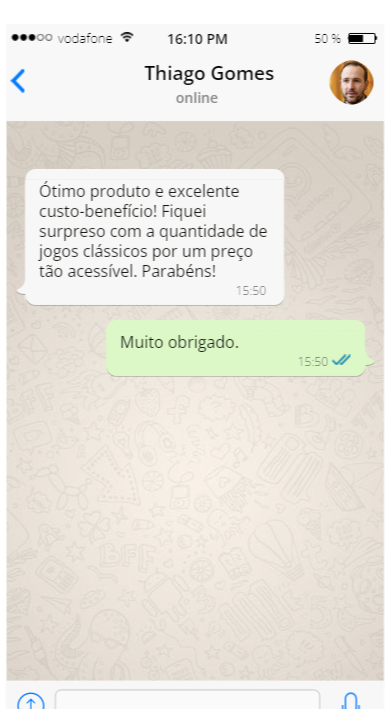 vodafone 16:10 PM 50 %
Thiago Gomes
online
Ótimo produto e excelente
custo-benefício! Fiquei
surpreso com a quantidade de
jogos clássicos por um preço
tão acessível. Parabéns!
15:50
Muito obrigado.
15:50